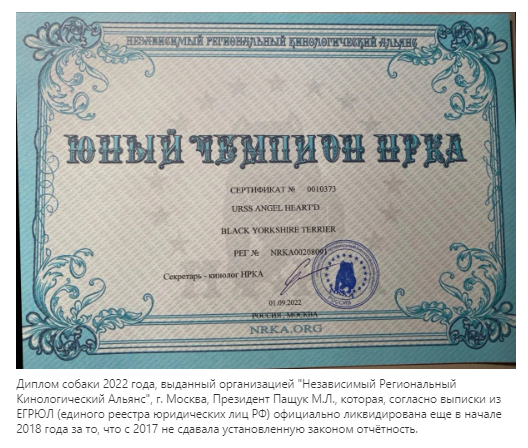 НЕЗАВИСИМЫЙ РЕГИОНАЛЬНЫЙ КИНОЛОГИЧЕСКИЙ АЛЬЯНС
ЮНЫЙ ЧЕМПИОН НРКА
СЕРТИФИКАТ № 0010373
URSS ANGEL HEART'D
BLACK YORKSHIRE TERRIER
РЕГ № NRKA00208091
Секретарь - кинолог НРКА
01.09.2022
РОССИЯ, МОСКВА
NRKA.ORG
Диплом собаки 2022 года, выданный организацией "Независимый Региональный
Кинологический Альянс", г. Москва, Президент Пащук М.Л., которая, согласно выписки из
ЕГРЮЛ (единого реестра юридических лиц РФ) официально ликвидирована еще в начале
2018 года за то, что с 2017 не сдавала установленную законом отчётность.